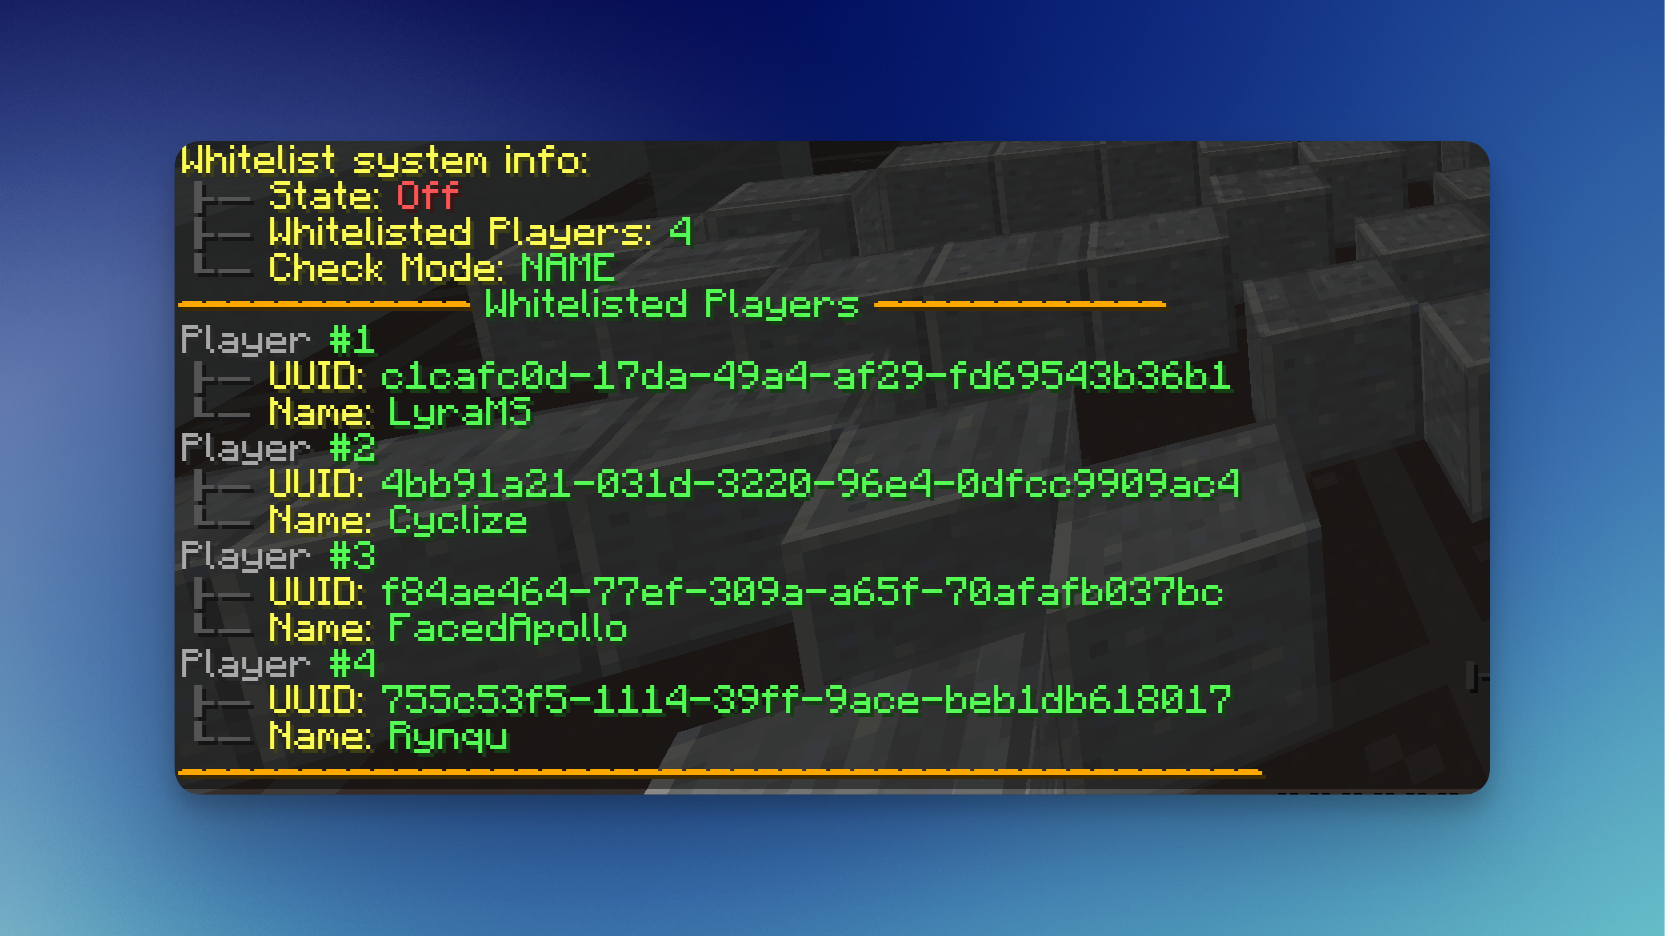 Whitelist system info:
├── State: Off
├── Whitelisted Players: 4
└── Check Mode: NAME
Whitelisted Players
Player #1
├── UUID: c1cafc0d-17da-49a4-af29-fd69543b36b1
└── Name: LyraMS
Player #2
├── UUID: 4bb91a21-031d-3220-96e4-0dfcc9909ac4
└── Name: Cyclize
Player #3
├── UUID: f84ae464-77ef-309a-a65f-70afafb037bc
└── Name: FacedApollo
Player #4
├── UUID: 755c53f5-1114-39ff-9ace-beb1db618017
└── Name: Rynqu